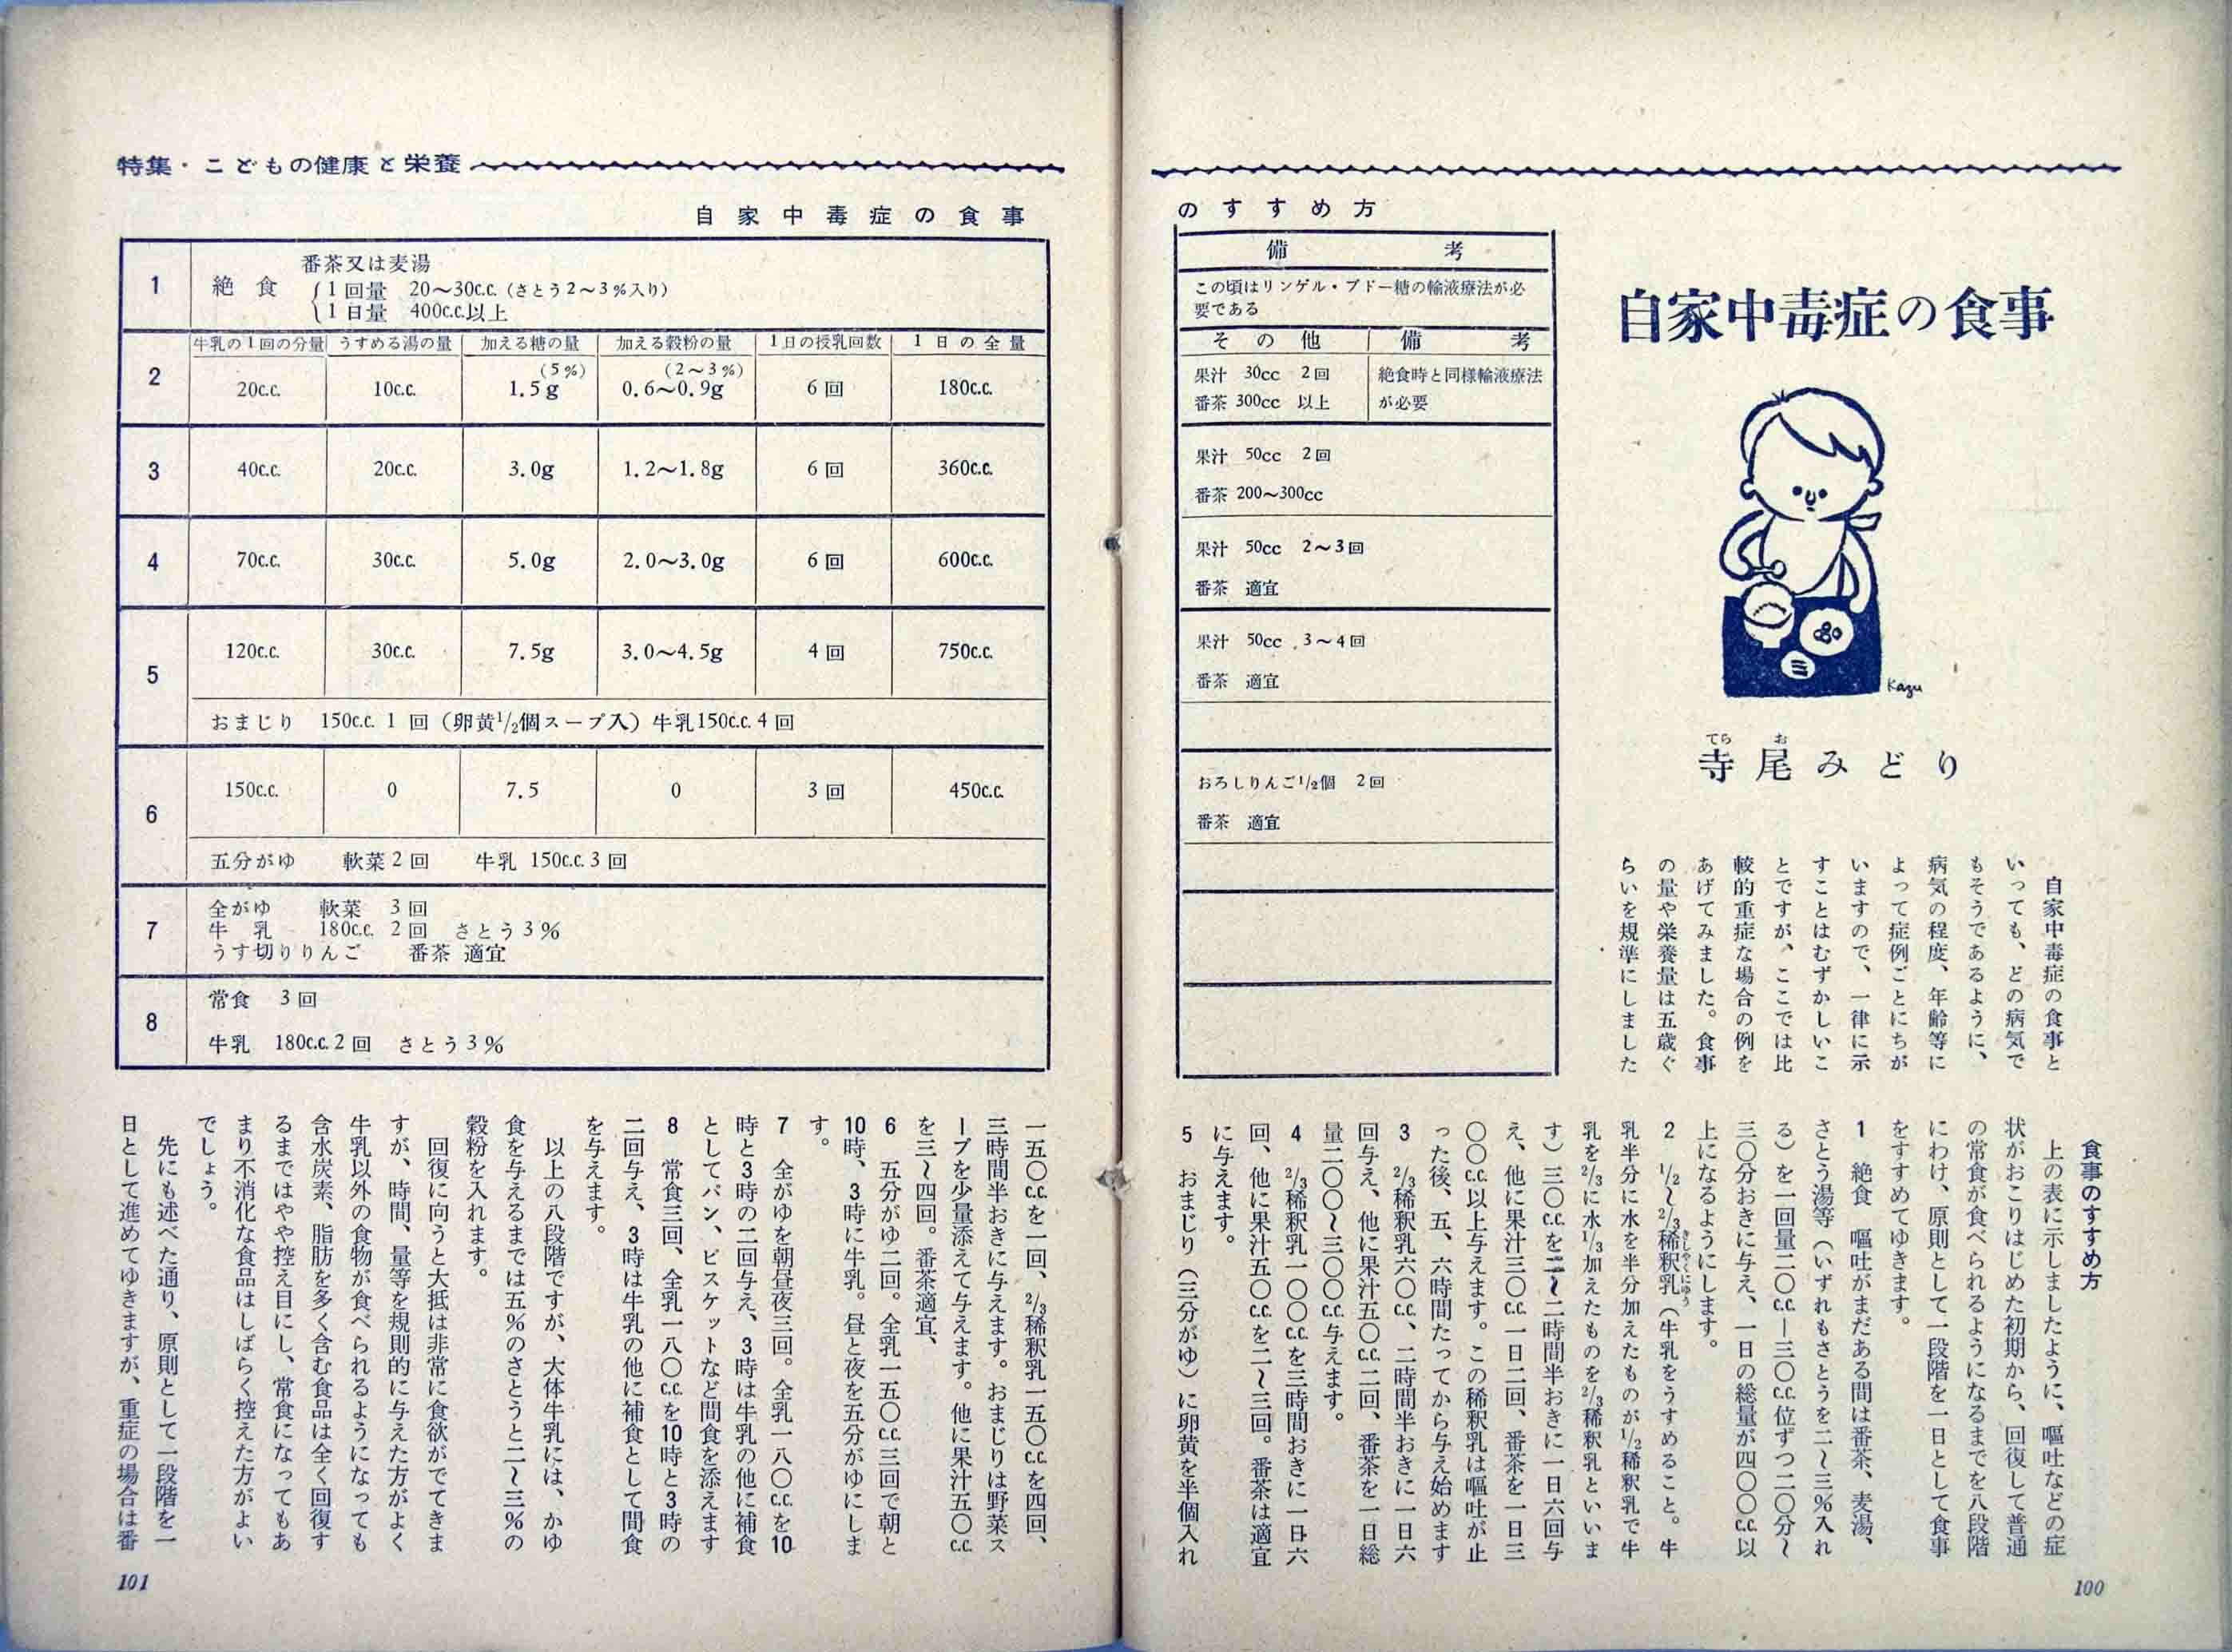 自家中毒症の食事
Kazu
てら お
寺尾みどり
自家中毒症の食事と
いっても、どの病気で
もそうであるように、
病気の程度、年齢等に
よって症例ごとにちが
いますので、一律に示
すことはむずかしいこ
とですが、ここでは比
較的重症な場合の例を
あげてみました。食事
の量や栄養量は五歳ぐ
らいを規準にしました
のすすめ方
備 考
この頃はリンゲル・ブドー糖の輸液療法が必
要である
その他 備 考
果汁 30cc 2回 絶食時と同様輸液療法
番茶 300cc 以上 が必要
果汁 50cc 2回
番茶 200〜300cc
果汁 50cc 2〜3回
番茶 適宜
果汁 50cc 3〜4回
番茶 適宜
おろしりんご1/2個 2回
番茶 適宜
食事のすすめ方
上の表に示しましたように、嘔吐などの症
状がおこりはじめた初期から、回復して普通
の常食が食べられるようになるまでを八段階
にわけ、原則として一段階を一日として食事
をすすめてゆきます。
1 絶食 嘔吐がまだある間は番茶、麦湯、
さとう湯等（いずれもさとうを二〜三％入れ
る）を一回量二〇c.c.―三〇c.c.位ずつ二〇分〜
三〇分おきに与え、一日の総量が四〇〇c.c.以
上になるようにします。
2 1/2〜2/3稀釈乳（牛乳をうすめること。牛
きしゃくにゅう
乳半分に水を半分加えたものが1/2稀釈乳で牛
乳を2/3に水1/3加えたものを2/3稀釈乳といいま
す）三〇c.c.を二〜二時間半おきに一日六回与
え、他に果汁三〇c.c.一日二回、番茶を一日三
〇〇c.c.以上与えます。この稀釈乳は嘔吐が止
った後、五、六時間たってから与え始めます
3 2/3稀釈乳六〇c.c.、二時間半おきに一日六
回与え、他に果汁五〇c.c.二回、番茶を一日総
量二〇〇〜三〇〇c.c.与えます。
4 2/3稀釈乳一〇〇c.c.を三時間おきに一日六
回、他に果汁五〇c.c.を二〜三回。番茶は適宜
に与えます。
5 おまじり（三分がゆ）に卵黄を半個入れ
100
特集・こどもの健康と栄養
自家中毒症の食事
1 絶食 番茶又は麦湯
1回量 20〜30c.c.（さとう2〜3％入り）
1日量 400c.c.以上
牛乳の1回の分量 うすめる湯の量 加える糖の量 加える穀粉の量 1日の授乳回数 1日の全量
(5％) (2〜3％)
2 20c.c. 10c.c. 1.5g 0.6〜0.9g 6回 180c.c.
3 40c.c. 20c.c. 3.0g 1.2〜1.8g 6回 360c.c.
4 70c.c. 30c.c. 5.0g 2.0〜3.0g 6回 600c.c.
5 120c.c. 30c.c. 7.5g 3.0〜4.5g 4回 750c.c.
おまじり 150c.c. 1回（卵黄1/2個スープ入）牛乳150c.c. 4回
6 150c.c. 0 7.5 0 3回 450c.c.
五分がゆ 軟菜2回 牛乳 150c.c. 3回
7 全がゆ 軟菜 3回
牛乳 180c.c. 2回 さとう3％
うす切りりんご 番茶 適宜
8 常食 3回
牛乳 180c.c. 2回 さとう3％
一五〇c.c.を一回、2/3稀釈乳一五〇c.c.を四回、
三時間半おきに与えます。おまじりは野菜ス
ープを少量添えて与えます。他に果汁五〇c.c.
を三〜四回。番茶適宜、
6 五分がゆ二回。全乳一五〇c.c.三回で朝と
10時、3時に牛乳。昼と夜を五分がゆにしま
す。
7 全がゆを朝昼夜三回。全乳一八〇c.c.を10
時と3時の二回与え、3時は牛乳の他に補食
としてパン、ビスケットなど間食を添えます
8 常食三回、全乳一八〇c.c.を10時と3時の
二回与え、3時は牛乳の他に補食として間食
を与えます。
以上の八段階ですが、大体牛乳には、かゆ
食を与えるまでは五％のさとうと二〜三％の
穀粉を入れます。
回復に向うと大抵は非常に食欲がでてきま
すが、時間、量等を規則的に与えた方がよく
牛乳以外の食物が食べられるようになっても
含水炭素、脂肪を多く含む食品は全く回復す
るまではやや控え目にし、常食になってもあ
まり不消化な食品はしばらく控えた方がよい
でしょう。
先にも述べた通り、原則として一段階を一
日として進めてゆきますが、重症の場合は番
101